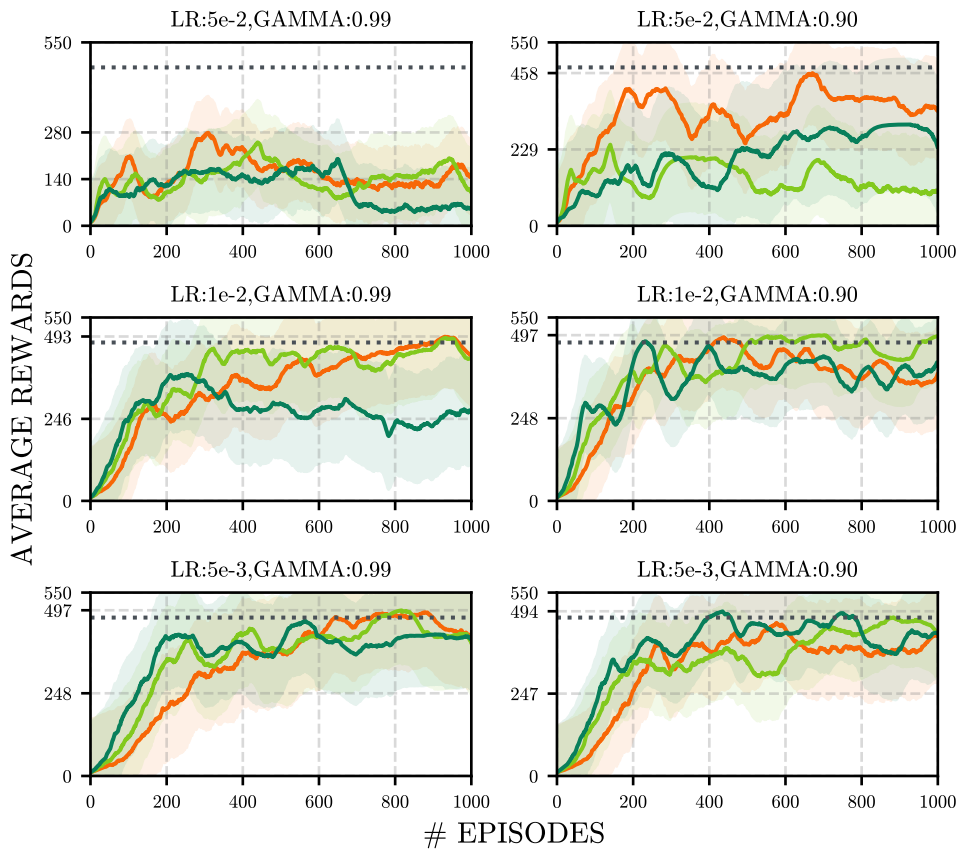 LR:5e-2,GAMMA:0.99
LR:5e-2,GAMMA:0.90
550
280
140
0
0 200 400 600 800 1000
550
458
229
0
0 200 400 600 800 1000
AVERAGE REWARDS
LR:1e-2,GAMMA:0.99
LR:1e-2,GAMMA:0.90
550
493
246
0
0 200 400 600 800 1000
550
497
248
0
0 200 400 600 800 1000
LR:5e-3,GAMMA:0.99
LR:5e-3,GAMMA:0.90
550
497
248
0
0 200 400 600 800 1000
550
494
247
0
0 200 400 600 800 1000
# EPISODES